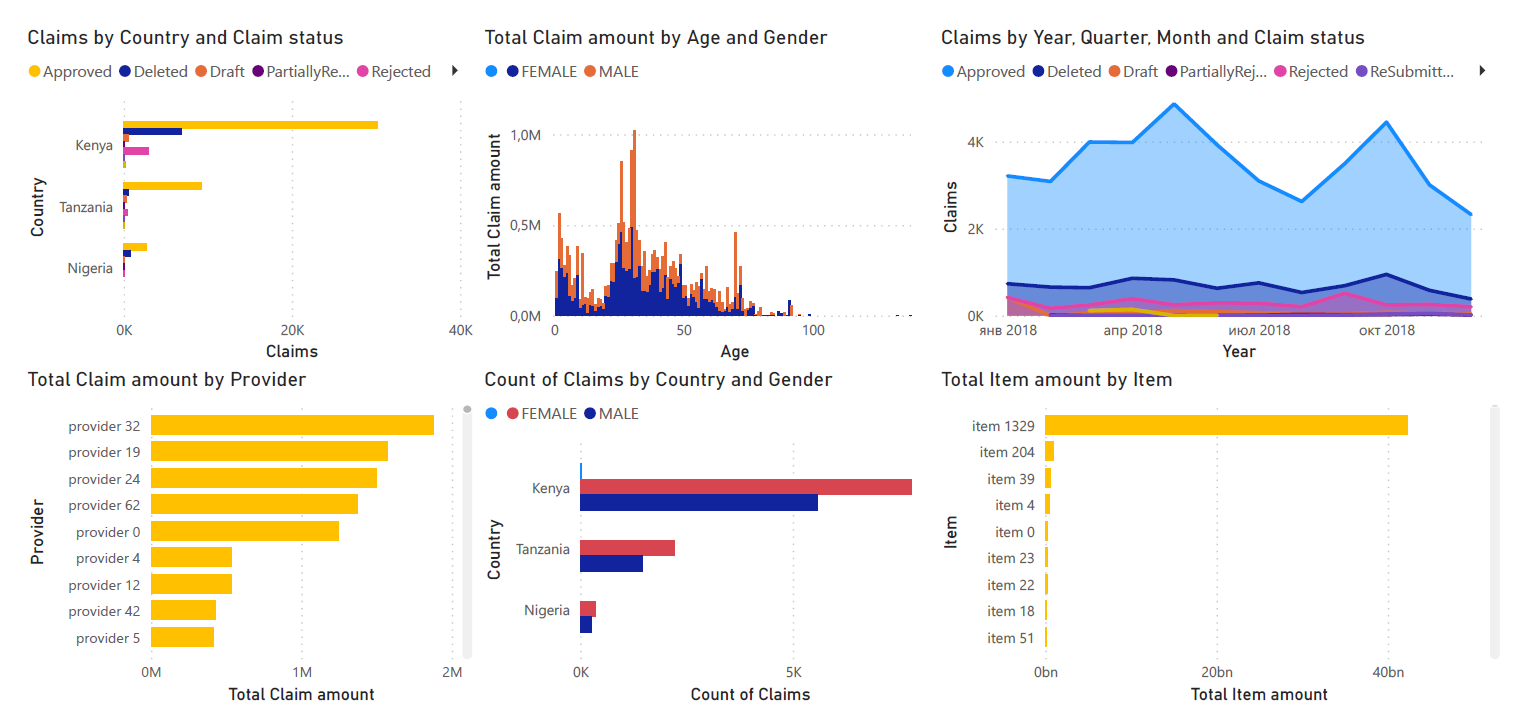 Claims by Country and Claim status
Approved Deleted Draft PartiallyRe... Rejected
Country
Kenya
Tanzania
Nigeria
0K 20K 40K
Claims
Total Claim amount by Age and Gender
FEMALE MALE
Total Claim amount
1,0M
0,5M
0,0M
0 50 100
Age
Claims by Year, Quarter, Month and Claim status
Approved Deleted Draft PartiallyRej... Rejected ReSubmitt...
Claims
4K
2K
0K
янв 2018 апр 2018 июл 2018 окт 2018
Year
Total Claim amount by Provider
Provider
provider 32
provider 19
provider 24
provider 62
provider 0
provider 4
provider 12
provider 42
provider 5
0M 1M 2M
Total Claim amount
Count of Claims by Country and Gender
FEMALE MALE
Country
Kenya
Tanzania
Nigeria
0K 5K
Count of Claims
Total Item amount by Item
Item
item 1329
item 204
item 39
item 4
item 0
item 23
item 22
item 18
item 51
0bn 20bn 40bn
Total Item amount